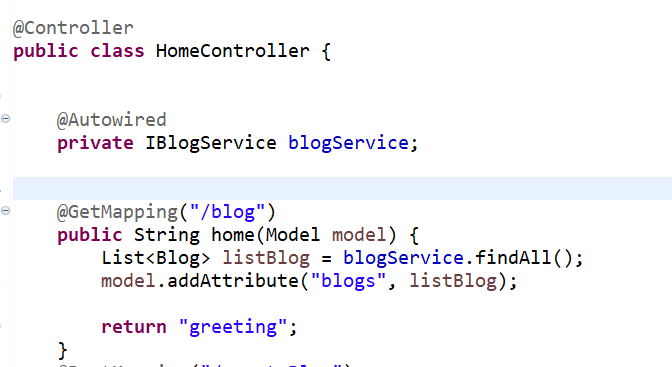 @Controller
public class HomeController {
@Autowired
private IBlogService blogService;
@GetMapping("/blog")
public String home(Model model) {
List<Blog> listBlog = blogService.findAll();
model.addAttribute("blogs", listBlog);
return "greeting";
}